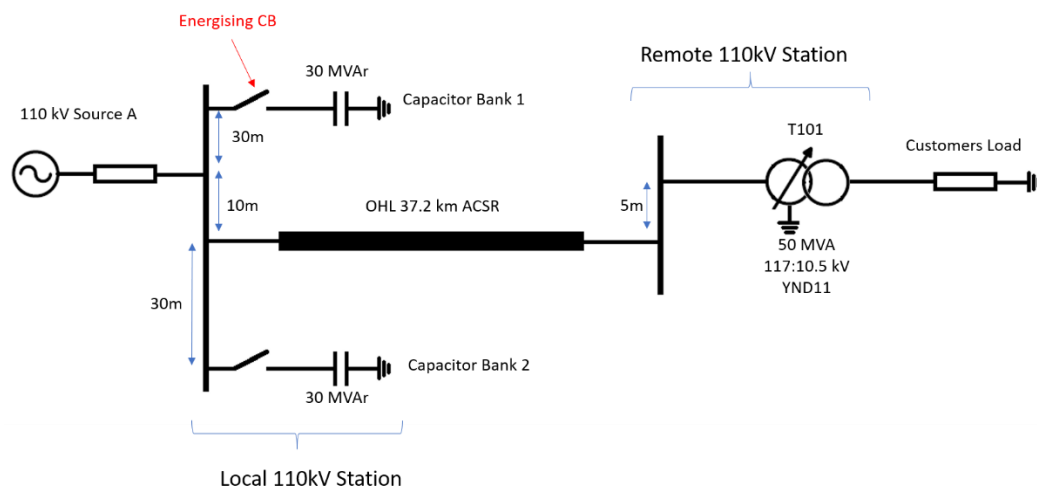 Energising CB
30 MVAr
Capacitor Bank 1
Remote 110kV Station
110 kV Source A
30m
T101
Customers Load
10m
OHL 37.2 km ACSR
5m
50 MVA
117:10.5 kV
YND11
30m
Capacitor Bank 2
30 MVAr
Local 110kV Station